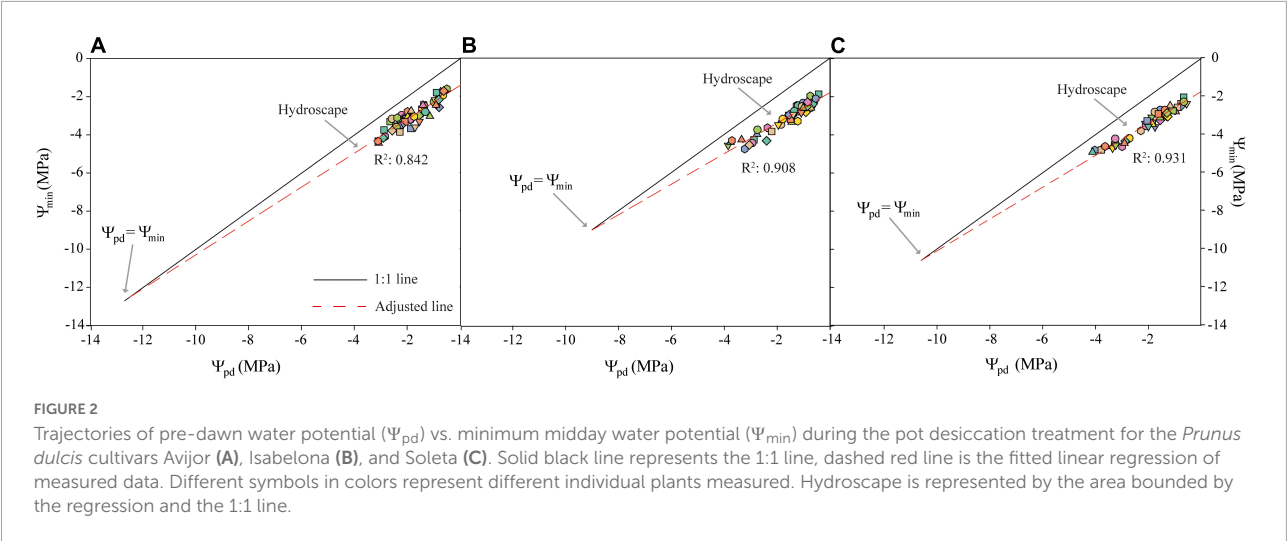 A
B
C
0
-2
-4
-6
-8
-10
-12
-14
Ψmin (MPa)
Hydroscape
R²: 0.842
Ψpd= Ψmin
1:1 line
Adjusted line
-14
-12
-10
-8
-6
-4
-2
Ψpd (MPa)
Hydroscape
R²: 0.908
Ψpd= Ψmin
-14
-12
-10
-8
-6
-4
-2
Ψpd (MPa)
Hydroscape
R²: 0.931
Ψpd= Ψmin
-14
-12
-10
-8
-6
-4
-2
Ψpd (MPa)
0
-2
-4
-6
-8
-10
-12
-14
Ψmin (MPa)
FIGURE 2
Trajectories of pre-dawn water potential (Ψpd) vs. minimum midday water potential (Ψmin) during the pot desiccation treatment for the Prunus
dulcis cultivars Avijor (A), Isabelona (B), and Soleta (C). Solid black line represents the 1:1 line, dashed red line is the fitted linear regression of
measured data. Different symbols in colors represent different individual plants measured. Hydroscape is represented by the area bounded by
the regression and the 1:1 line.